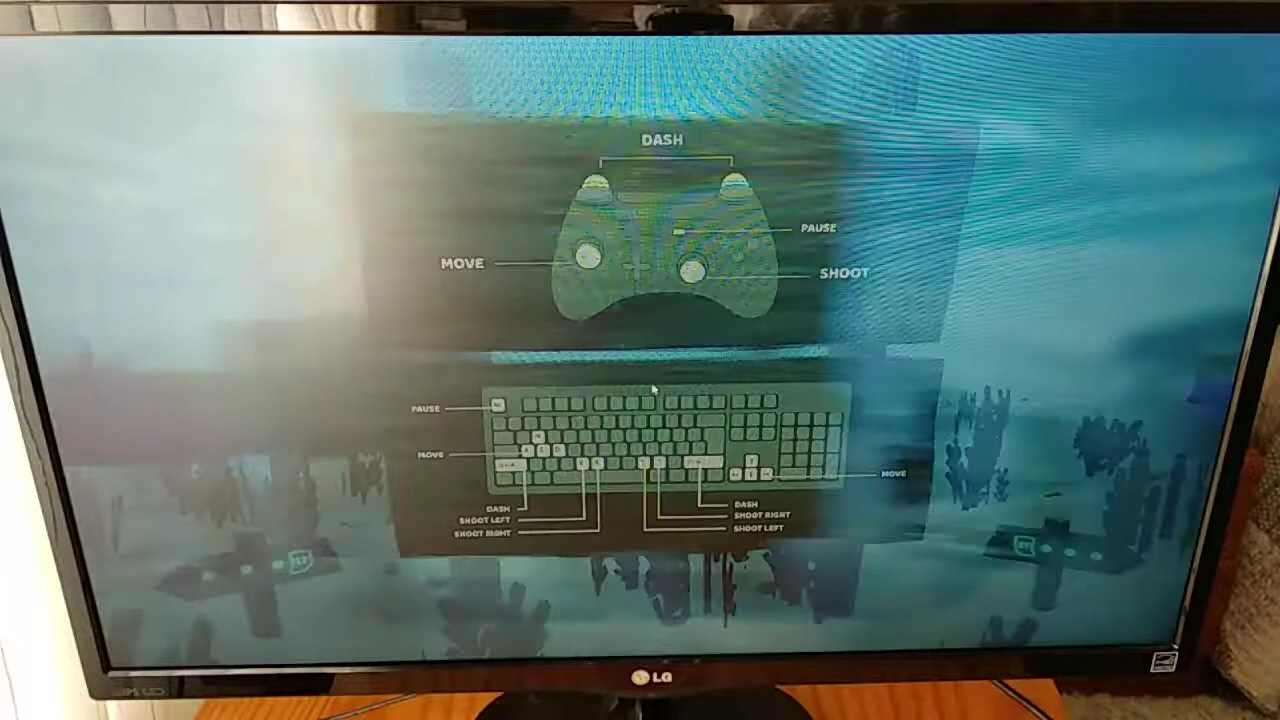 DASH
PAUSE
MOVE
SHOOT
PAUSE
MOVE
MOVE
DASH
SHOOT LEFT
SHOOT RIGHT
DASH
SHOOT RIGHT
SHOOT LEFT
LG